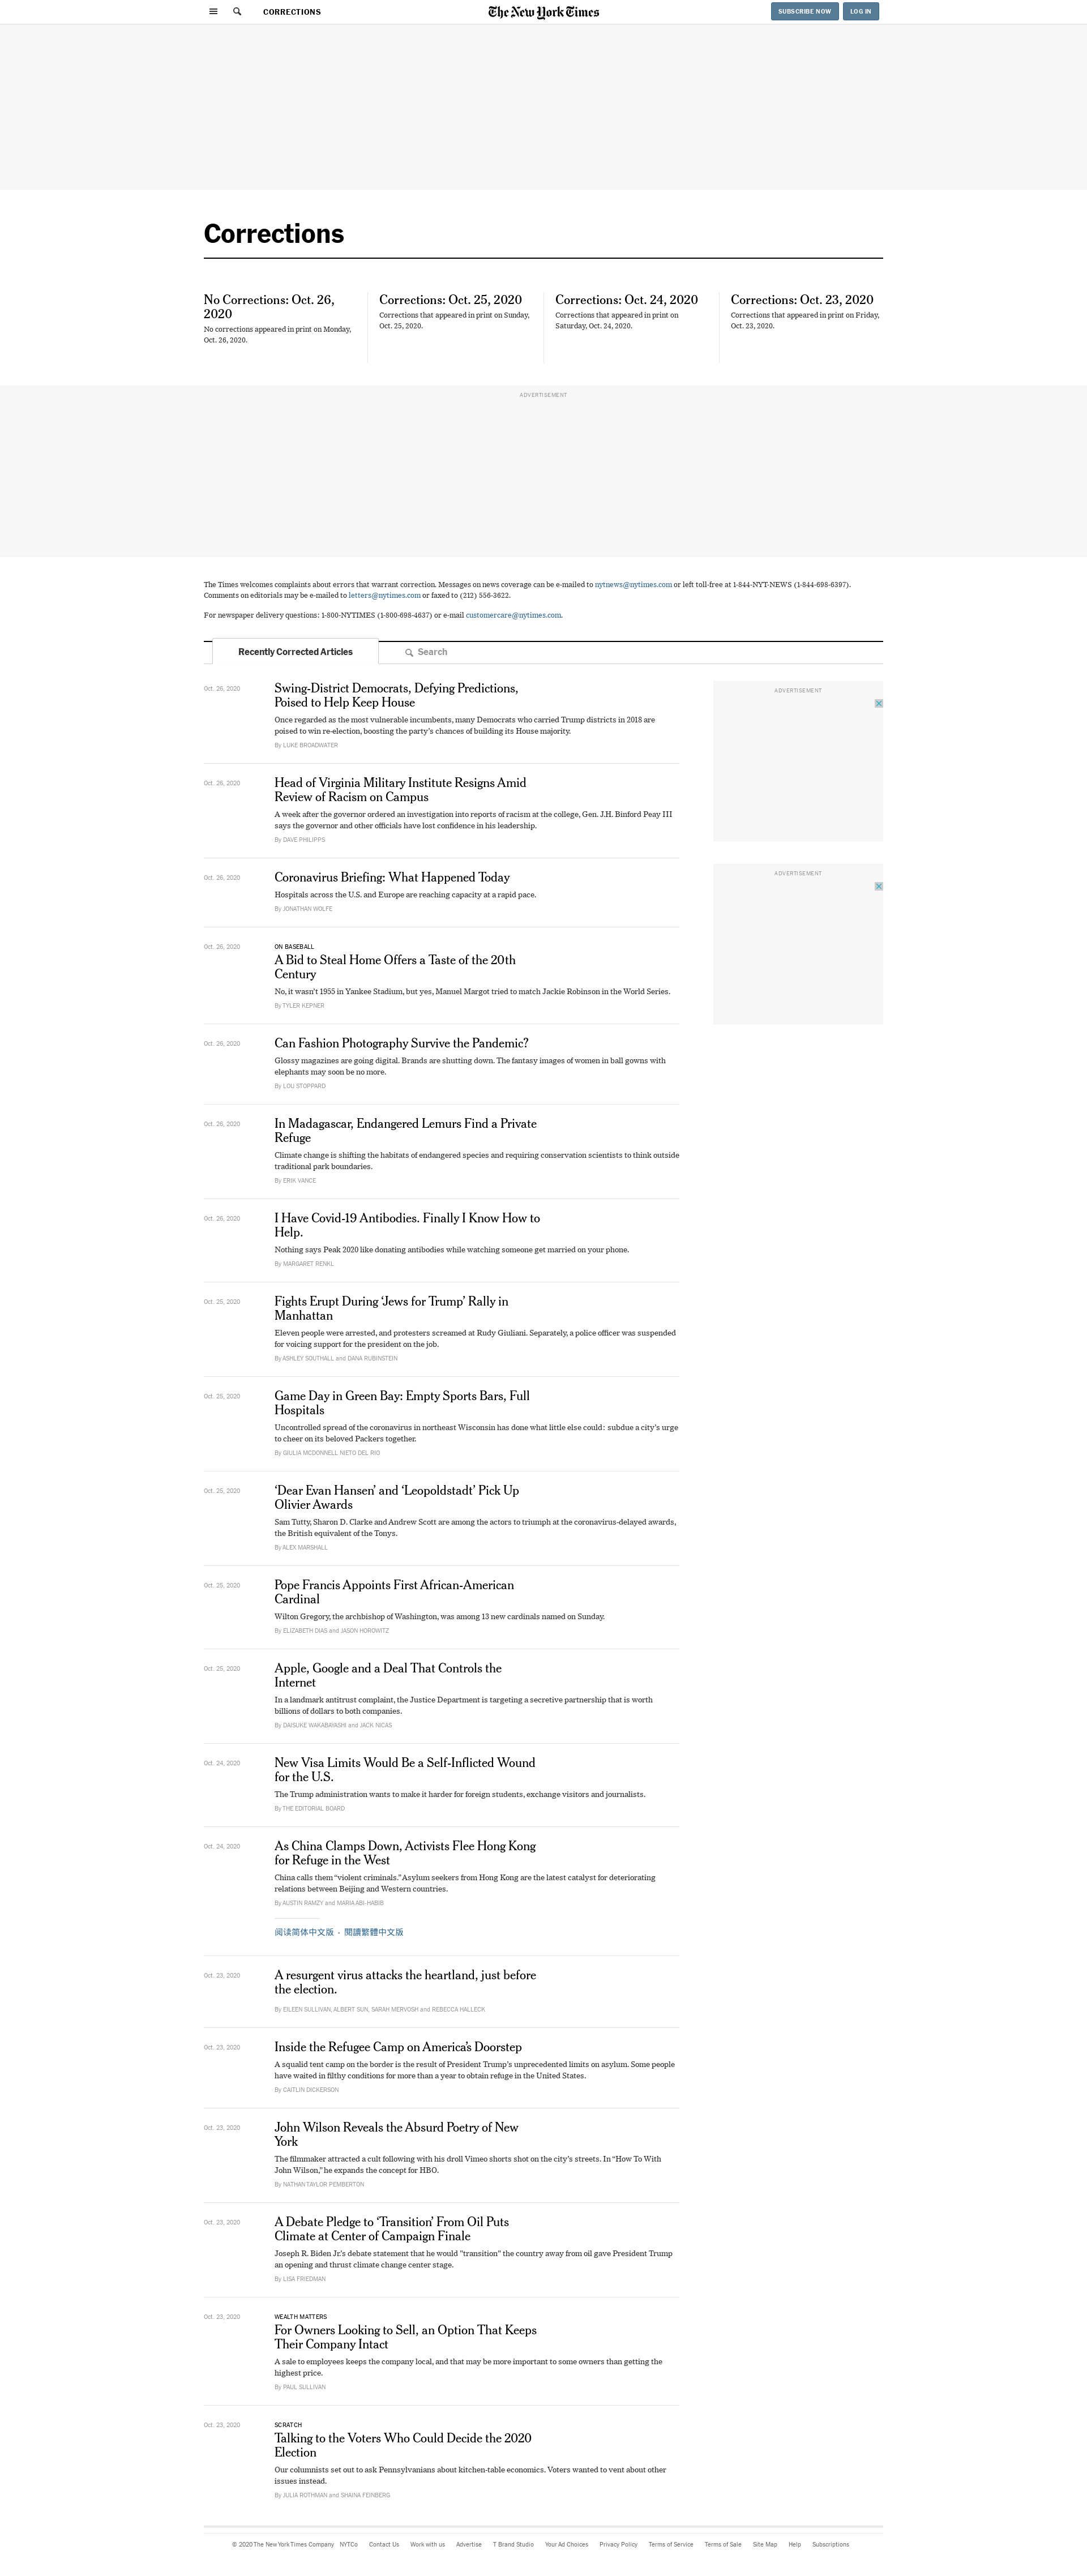 CORRECTIONS
The New York Times
SUBSCRIBE NOW
LOG IN
Corrections
No Corrections: Oct. 26,
2020
No corrections appeared in print on Monday,
Oct. 26, 2020.
Corrections: Oct. 25, 2020
Corrections that appeared in print on Sunday,
Oct. 25, 2020.
Corrections: Oct. 24, 2020
Corrections that appeared in print on
Saturday, Oct. 24, 2020.
Corrections: Oct. 23, 2020
Corrections that appeared in print on Friday,
Oct. 23, 2020.
ADVERTISEMENT
The Times welcomes complaints about errors that warrant correction. Messages on news coverage can be e-mailed to nytnews@nytimes.com or left toll-free at 1-844-NYT-NEWS (1-844-698-6397).
Comments on editorials may be e-mailed to letters@nytimes.com or faxed to (212) 556-3622.
For newspaper delivery questions: 1-800-NYTIMES (1-800-698-4637) or e-mail customercare@nytimes.com.
Recently Corrected Articles
Search
ADVERTISEMENT
ADVERTISEMENT
Oct. 26, 2020
Swing-District Democrats, Defying Predictions,
Poised to Help Keep House
Once regarded as the most vulnerable incumbents, many Democrats who carried Trump districts in 2018 are
poised to win re-election, boosting the party’s chances of building its House majority.
By LUKE BROADWATER
Oct. 26, 2020
Head of Virginia Military Institute Resigns Amid
Review of Racism on Campus
A week after the governor ordered an investigation into reports of racism at the college, Gen. J.H. Binford Peay III
says the governor and other officials have lost confidence in his leadership.
By DAVE PHILIPPS
Oct. 26, 2020
Coronavirus Briefing: What Happened Today
Hospitals across the U.S. and Europe are reaching capacity at a rapid pace.
By JONATHAN WOLFE
Oct. 26, 2020
ON BASEBALL
A Bid to Steal Home Offers a Taste of the 20th
Century
No, it wasn’t 1955 in Yankee Stadium, but yes, Manuel Margot tried to match Jackie Robinson in the World Series.
By TYLER KEPNER
Oct. 26, 2020
Can Fashion Photography Survive the Pandemic?
Glossy magazines are going digital. Brands are shutting down. The fantasy images of women in ball gowns with
elephants may soon be no more.
By LOU STOPPARD
Oct. 26, 2020
In Madagascar, Endangered Lemurs Find a Private
Refuge
Climate change is shifting the habitats of endangered species and requiring conservation scientists to think outside
traditional park boundaries.
By ERIK VANCE
Oct. 26, 2020
I Have Covid-19 Antibodies. Finally I Know How to
Help.
Nothing says Peak 2020 like donating antibodies while watching someone get married on your phone.
By MARGARET RENKL
Oct. 25, 2020
Fights Erupt During ‘Jews for Trump’ Rally in
Manhattan
Eleven people were arrested, and protesters screamed at Rudy Giuliani. Separately, a police officer was suspended
for voicing support for the president on the job.
By ASHLEY SOUTHALL and DANA RUBINSTEIN
Oct. 25, 2020
Game Day in Green Bay: Empty Sports Bars, Full
Hospitals
Uncontrolled spread of the coronavirus in northeast Wisconsin has done what little else could: subdue a city’s urge
to cheer on its beloved Packers together.
By GIULIA MCDONNELL NIETO DEL RIO
Oct. 25, 2020
‘Dear Evan Hansen’ and ‘Leopoldstadt’ Pick Up
Olivier Awards
Sam Tutty, Sharon D. Clarke and Andrew Scott are among the actors to triumph at the coronavirus-delayed awards,
the British equivalent of the Tonys.
By ALEX MARSHALL
Oct. 25, 2020
Pope Francis Appoints First African-American
Cardinal
Wilton Gregory, the archbishop of Washington, was among 13 new cardinals named on Sunday.
By ELIZABETH DIAS and JASON HOROWITZ
Oct. 25, 2020
Apple, Google and a Deal That Controls the
Internet
In a landmark antitrust complaint, the Justice Department is targeting a secretive partnership that is worth
billions of dollars to both companies.
By DAISUKE WAKABAYASHI and JACK NICAS
Oct. 24, 2020
New Visa Limits Would Be a Self-Inflicted Wound
for the U.S.
The Trump administration wants to make it harder for foreign students, exchange visitors and journalists.
By THE EDITORIAL BOARD
Oct. 24, 2020
As China Clamps Down, Activists Flee Hong Kong
for Refuge in the West
China calls them “violent criminals.” Asylum seekers from Hong Kong are the latest catalyst for deteriorating
relations between Beijing and Western countries.
By AUSTIN RAMZY and MARIA ABI-HABIB
阅读简体中文版 · 閱讀繁體中文版
Oct. 23, 2020
A resurgent virus attacks the heartland, just before
the election.
By EILEEN SULLIVAN, ALBERT SUN, SARAH MERVOSH and REBECCA HALLECK
Oct. 23, 2020
Inside the Refugee Camp on America’s Doorstep
A squalid tent camp on the border is the result of President Trump’s unprecedented limits on asylum. Some people
have waited in filthy conditions for more than a year to obtain refuge in the United States.
By CAITLIN DICKERSON
Oct. 23, 2020
John Wilson Reveals the Absurd Poetry of New
York
The filmmaker attracted a cult following with his droll Vimeo shorts shot on the city’s streets. In “How To With
John Wilson,” he expands the concept for HBO.
By NATHAN TAYLOR PEMBERTON
Oct. 23, 2020
A Debate Pledge to ‘Transition’ From Oil Puts
Climate at Center of Campaign Finale
Joseph R. Biden Jr.’s debate statement that he would "transition" the country away from oil gave President Trump
an opening and thrust climate change center stage.
By LISA FRIEDMAN
Oct. 23, 2020
WEALTH MATTERS
For Owners Looking to Sell, an Option That Keeps
Their Company Intact
A sale to employees keeps the company local, and that may be more important to some owners than getting the
highest price.
By PAUL SULLIVAN
Oct. 23, 2020
SCRATCH
Talking to the Voters Who Could Decide the 2020
Election
Our columnists set out to ask Pennsylvanians about kitchen-table economics. Voters wanted to vent about other
issues instead.
By JULIA ROTHMAN and SHAINA FEINBERG
© 2020 The New York Times Company NYTCo Contact Us Work with us Advertise T Brand Studio Your Ad Choices Privacy Policy Terms of Service Terms of Sale Site Map Help Subscriptions